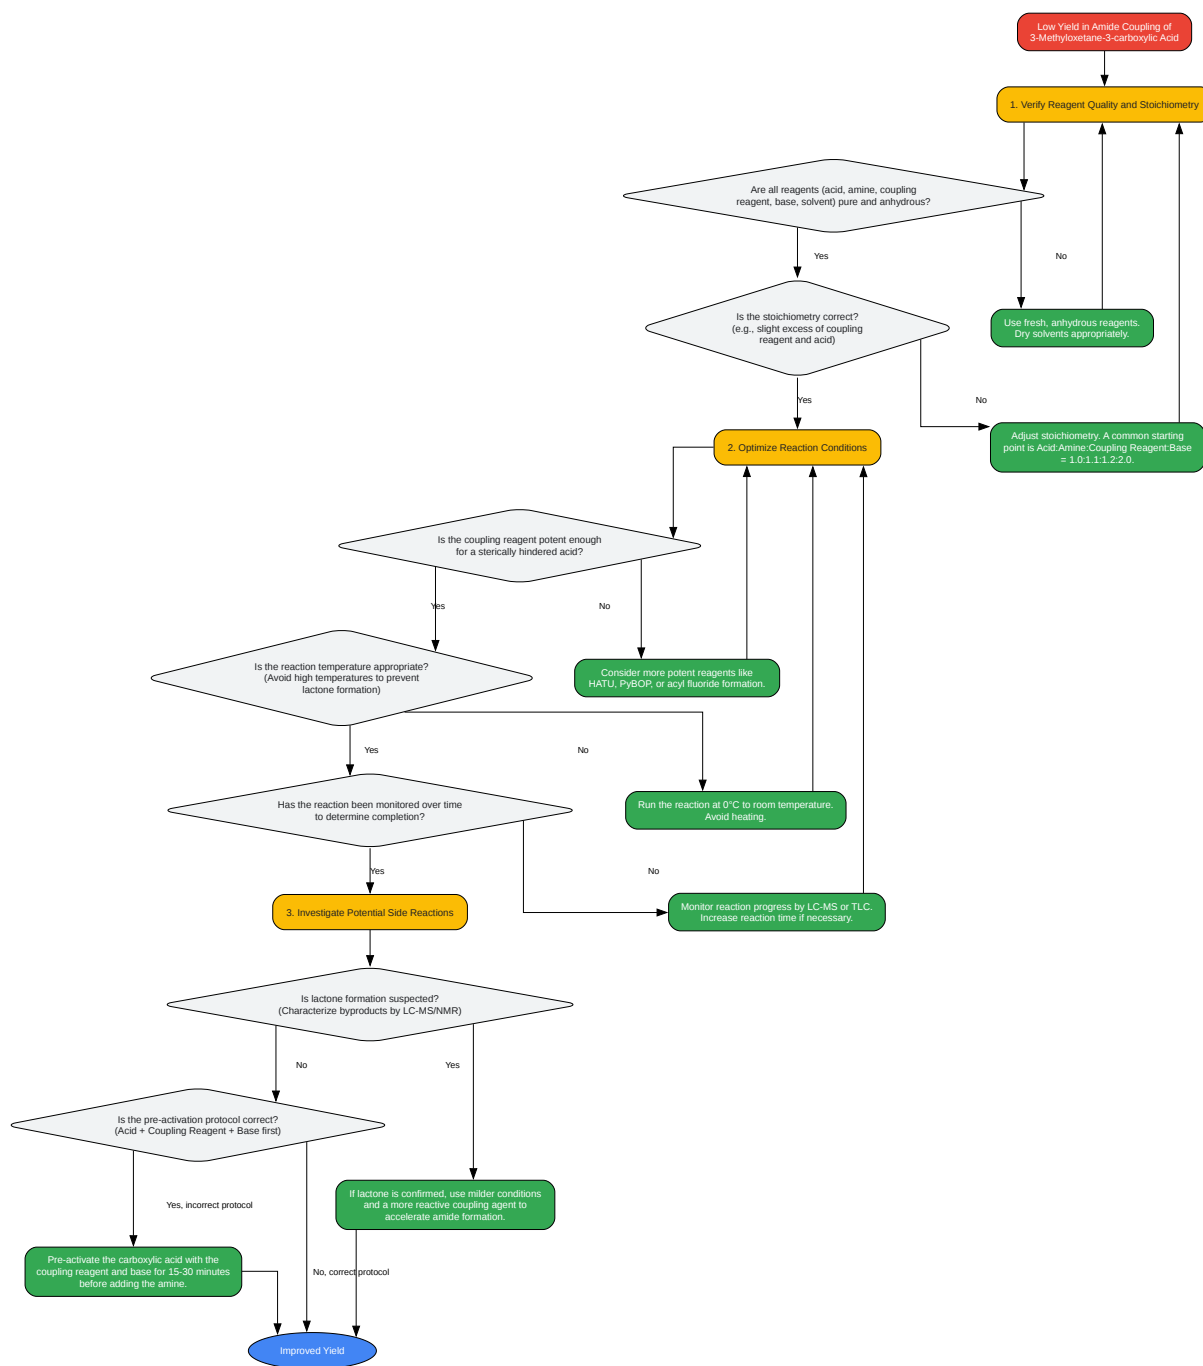 Low Yield in Amide Coupling of
3-Methyloxetane-3-carboxylic Acid
1. Verify Reagent Quality and Stoichiometry
Are all reagents (acid, amine, coupling
reagent, base, solvent) pure and anhydrous?
Yes
No
Is the stoichiometry correct?
(e.g., slight excess of coupling
reagent and acid)
Use fresh, anhydrous reagents.
Dry solvents appropriately.
Yes
No
2. Optimize Reaction Conditions
Adjust stoichiometry. A common starting
point is Acid:Amine:Coupling Reagent:Base
= 1.0:1.1:1.2:2.0.
Is the coupling reagent potent enough
for a sterically hindered acid?
Yes
No
Is the reaction temperature appropriate?
(Avoid high temperatures to prevent
lactone formation)
Consider more potent reagents like
HATU, PyBOP, or acyl fluoride formation.
Yes
No
Has the reaction been monitored over time
to determine completion?
Run the reaction at 0°C to room temperature.
Avoid heating.
Yes
No
3. Investigate Potential Side Reactions
Monitor reaction progress by LC-MS or TLC.
Increase reaction time if necessary.
Is lactone formation suspected?
(Characterize byproducts by LC-MS/NMR)
No
Yes
Is the pre-activation protocol correct?
(Acid + Coupling Reagent + Base first)
Yes, incorrect protocol
If lactone is confirmed, use milder conditions
and a more reactive coupling agent to
accelerate amide formation.
Pre-activate the carboxylic acid with the
coupling reagent and base for 15-30 minutes
before adding the amine.
No, correct protocol
Improved Yield